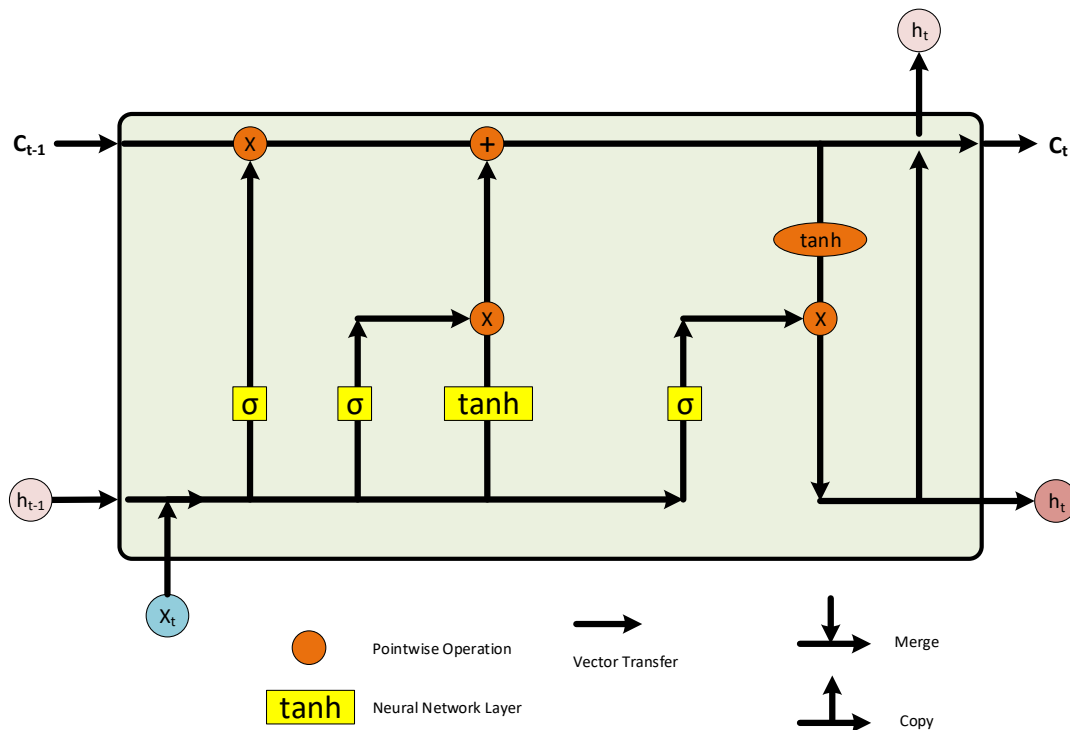 hₜ
Cₜ₋₁
X
+
Cₜ
tanh
X
X
σ
σ
tanh
σ
hₜ₋₁
hₜ
Xₜ
Pointwise Operation
Vector Transfer
Merge
tanh
Neural Network Layer
Copy